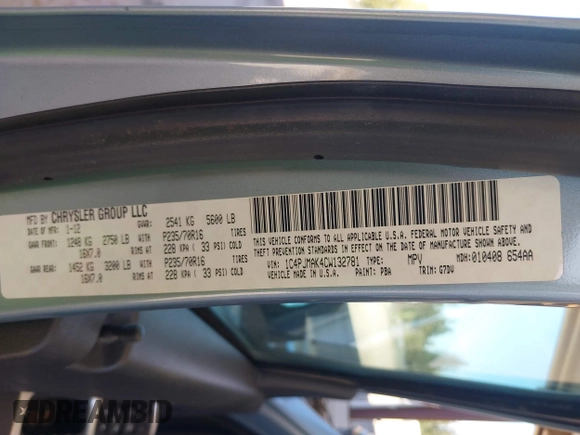 MFD BY CHRYSLER GROUP LLC
DATE OF MFR: 1-12 GVWR: 2541 KG 5600 LB
GAWR FRONT: 1248 KG 2750 LB WITH P235/70R16 TIRES
16X7.0 RIMS AT 228 KPA ( 33 PSI) COLD
GAWR REAR: 1452 KG 3200 LB WITH P235/70R16 TIRES
16X7.0 RIMS AT 228 KPA ( 33 PSI) COLD
THIS VEHICLE CONFORMS TO ALL APPLICABLE U.S.A. FEDERAL MOTOR VEHICLE SAFETY AND
THEFT PREVENTION STANDARDS IN EFFECT ON THE DATE OF MANUFACTURE SHOWN ABOVE.
VIN: 1C4PJMAK4CW132781 TYPE: MPV MDH: 010408 654AA
VEHICLE MADE IN U.S.A. PAINT: PBA TRIM: G7DV
DREAMBID